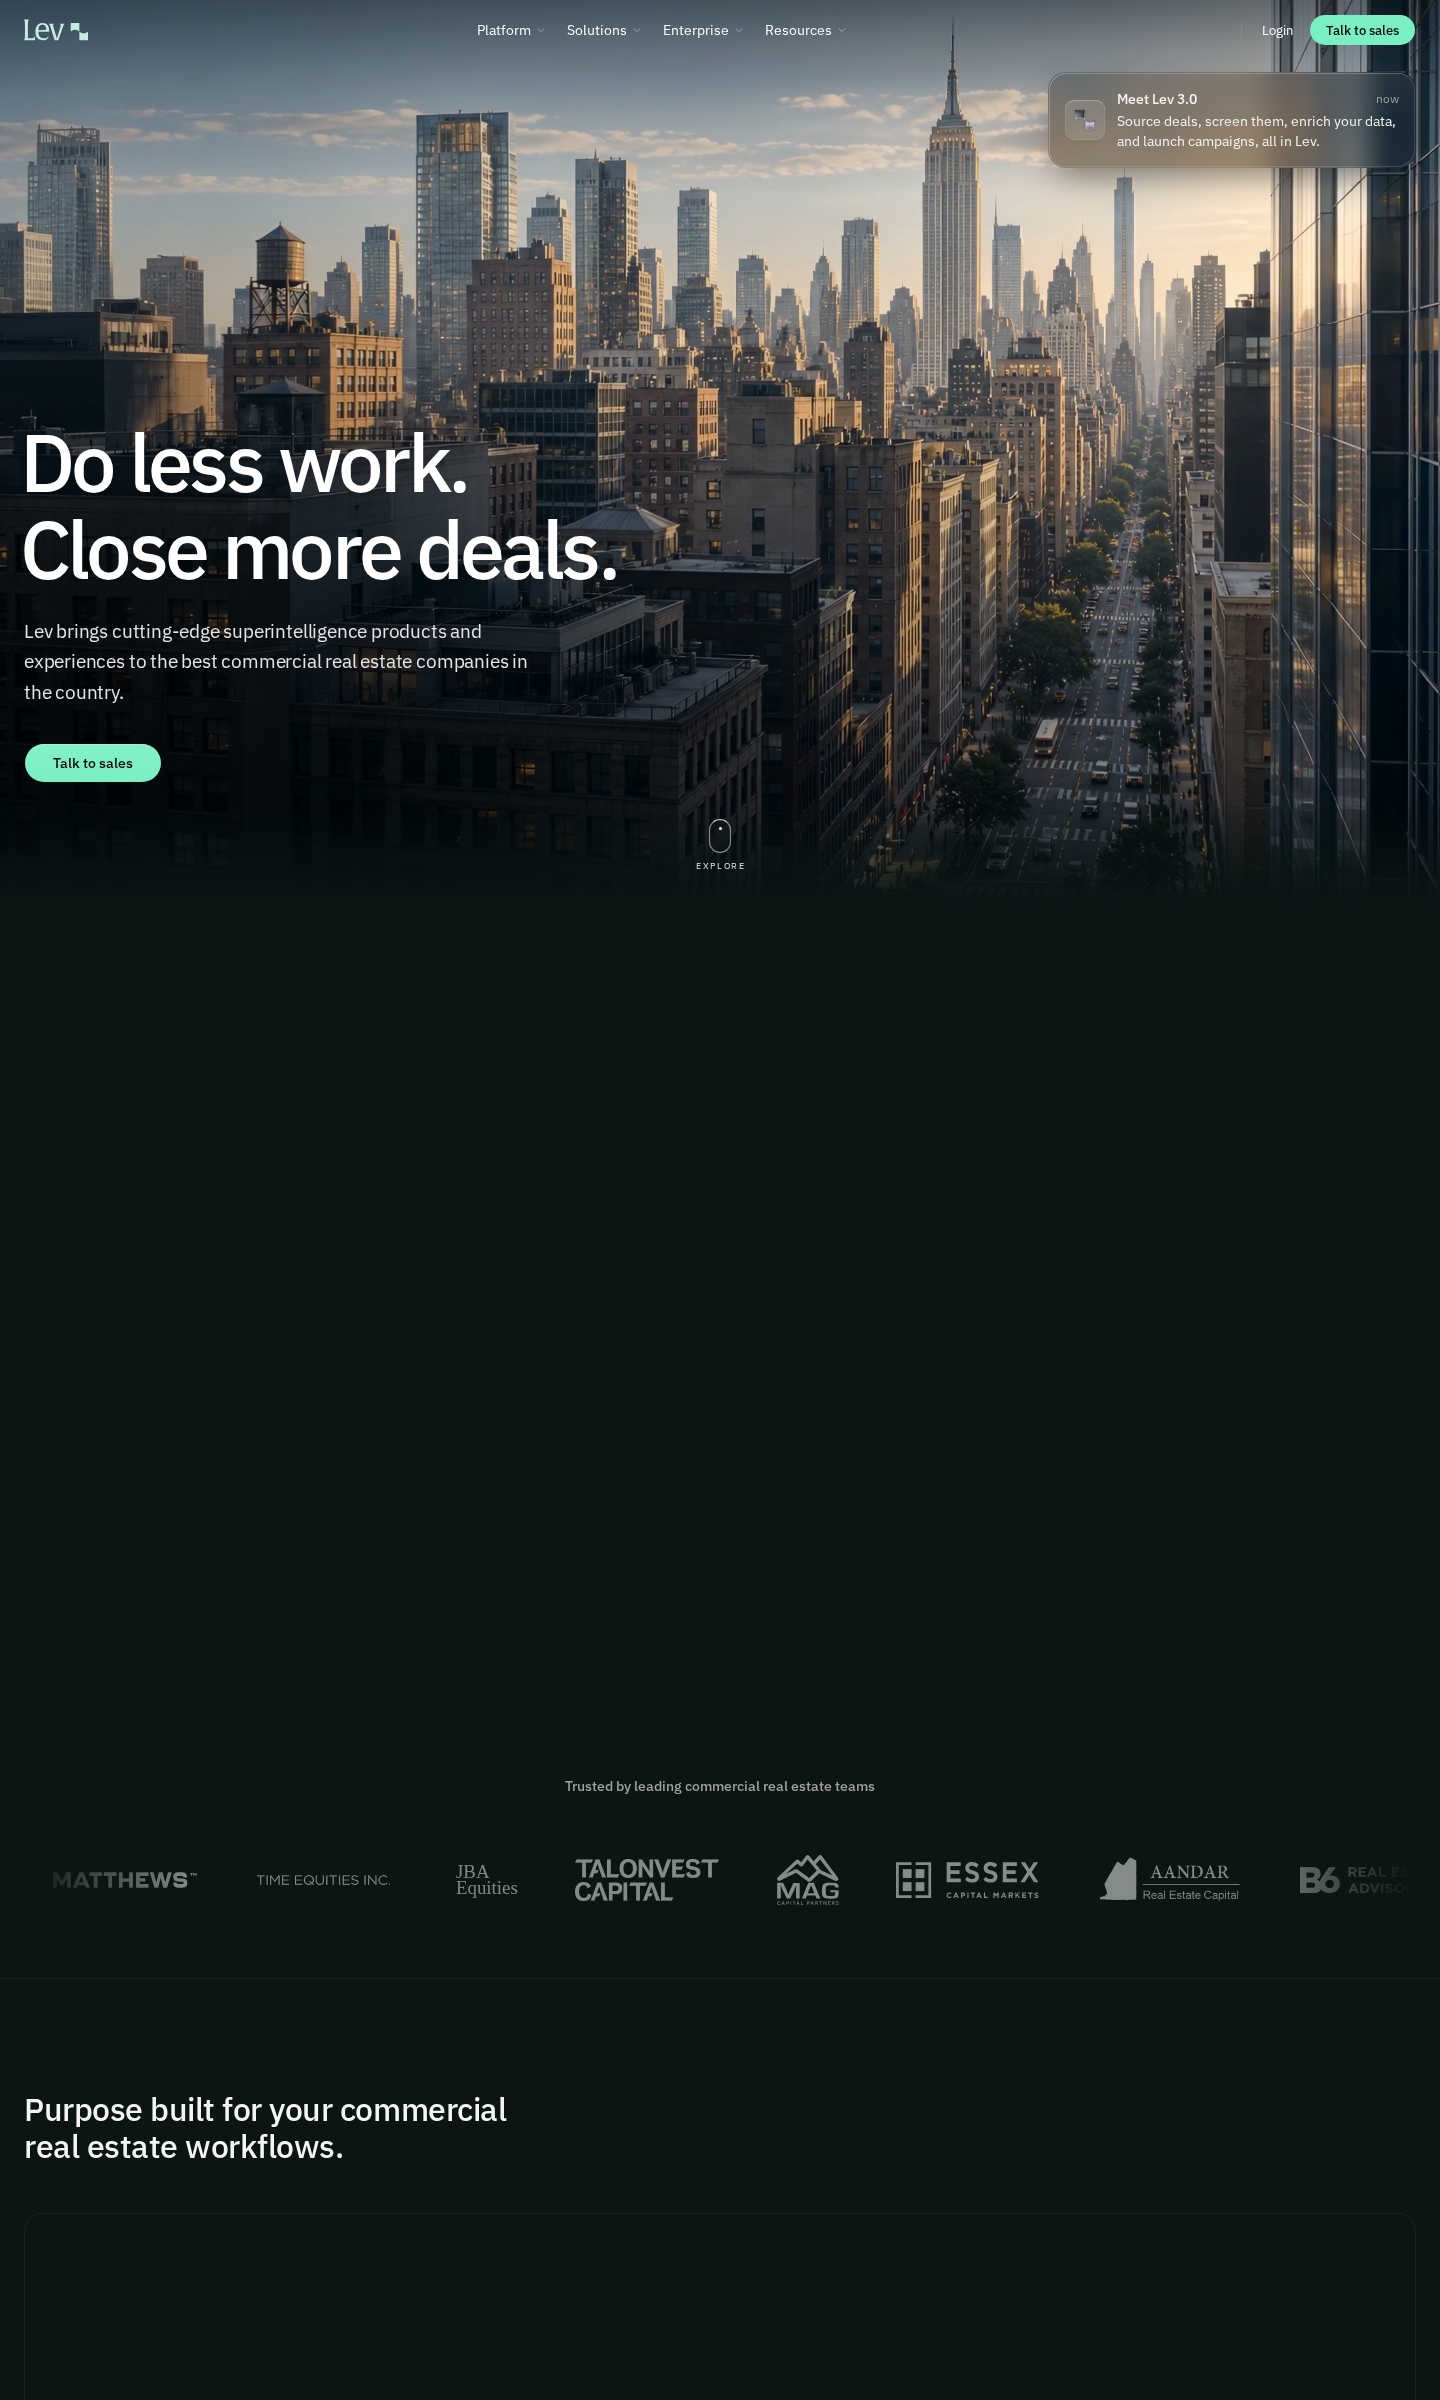 Lev
Platform
Solutions
Enterprise
Resources
Login
Talk to sales
Meet Lev 3.0
now
Source deals, screen them, enrich your data,
and launch campaigns, all in Lev.
Do less work.
Close more deals.
Lev brings cutting-edge superintelligence products and
experiences to the best commercial real estate companies in
the country.
Talk to sales
EXPLORE
Trusted by leading commercial real estate teams
MATTHEWS™
TIME EQUITIES INC.
JBA
Equities
TALONVEST
CAPITAL
MAG
CAPITAL PARTNERS
ESSEX
CAPITAL MARKETS
AANDAR
Real Estate Capital
B6
REAL ES
ADVISO
Purpose built for your commercial
real estate workflows.